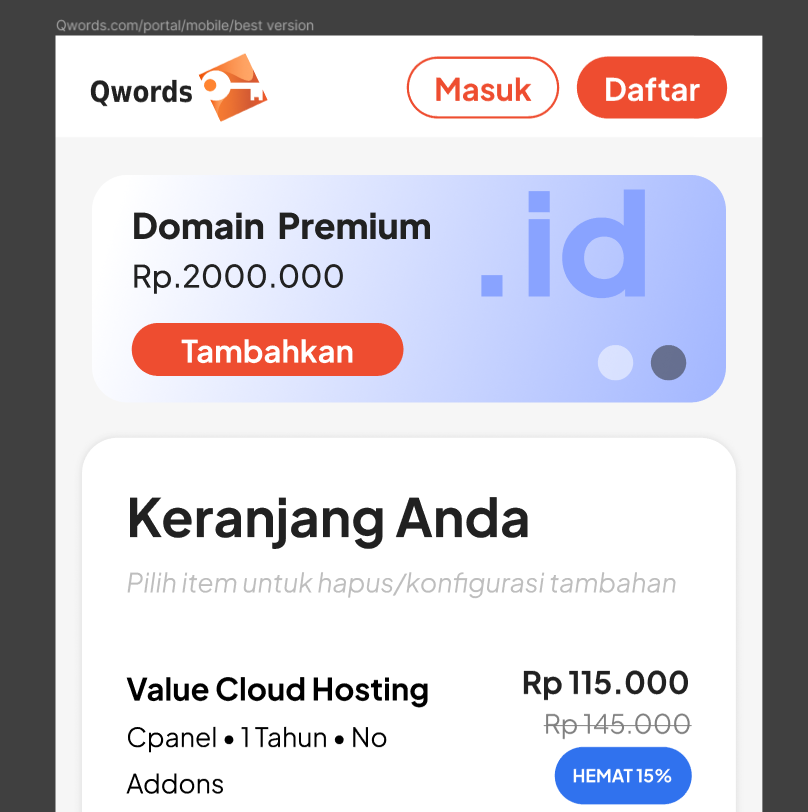 Qwords.com/portal/mobile/best version
Qwords
Masuk
Daftar
Domain Premium
Rp.2000.000
.id
Tambahkan
Keranjang Anda
Pilih item untuk hapus/konfigurasi tambahan
Value Cloud Hosting
Rp 115.000
Rp 145.000
Cpanel • 1 Tahun • No
Addons
HEMAT 15%